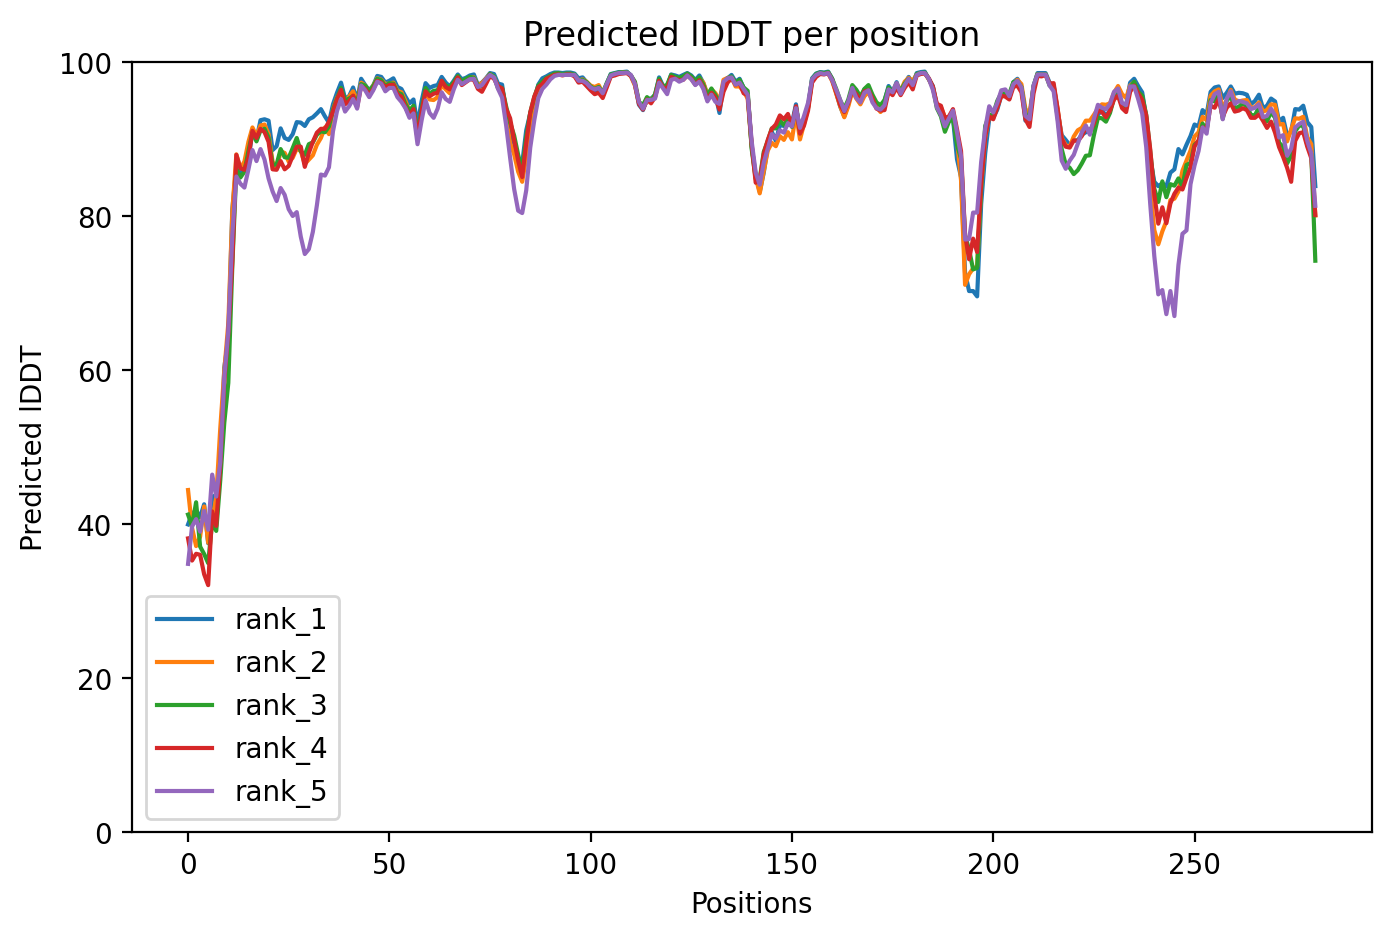 Predicted lDDT per position
100
80
60
40
20
0
Predicted lDDT
rank_1
rank_2
rank_3
rank_4
rank_5
0 50 100 150 200 250
Positions